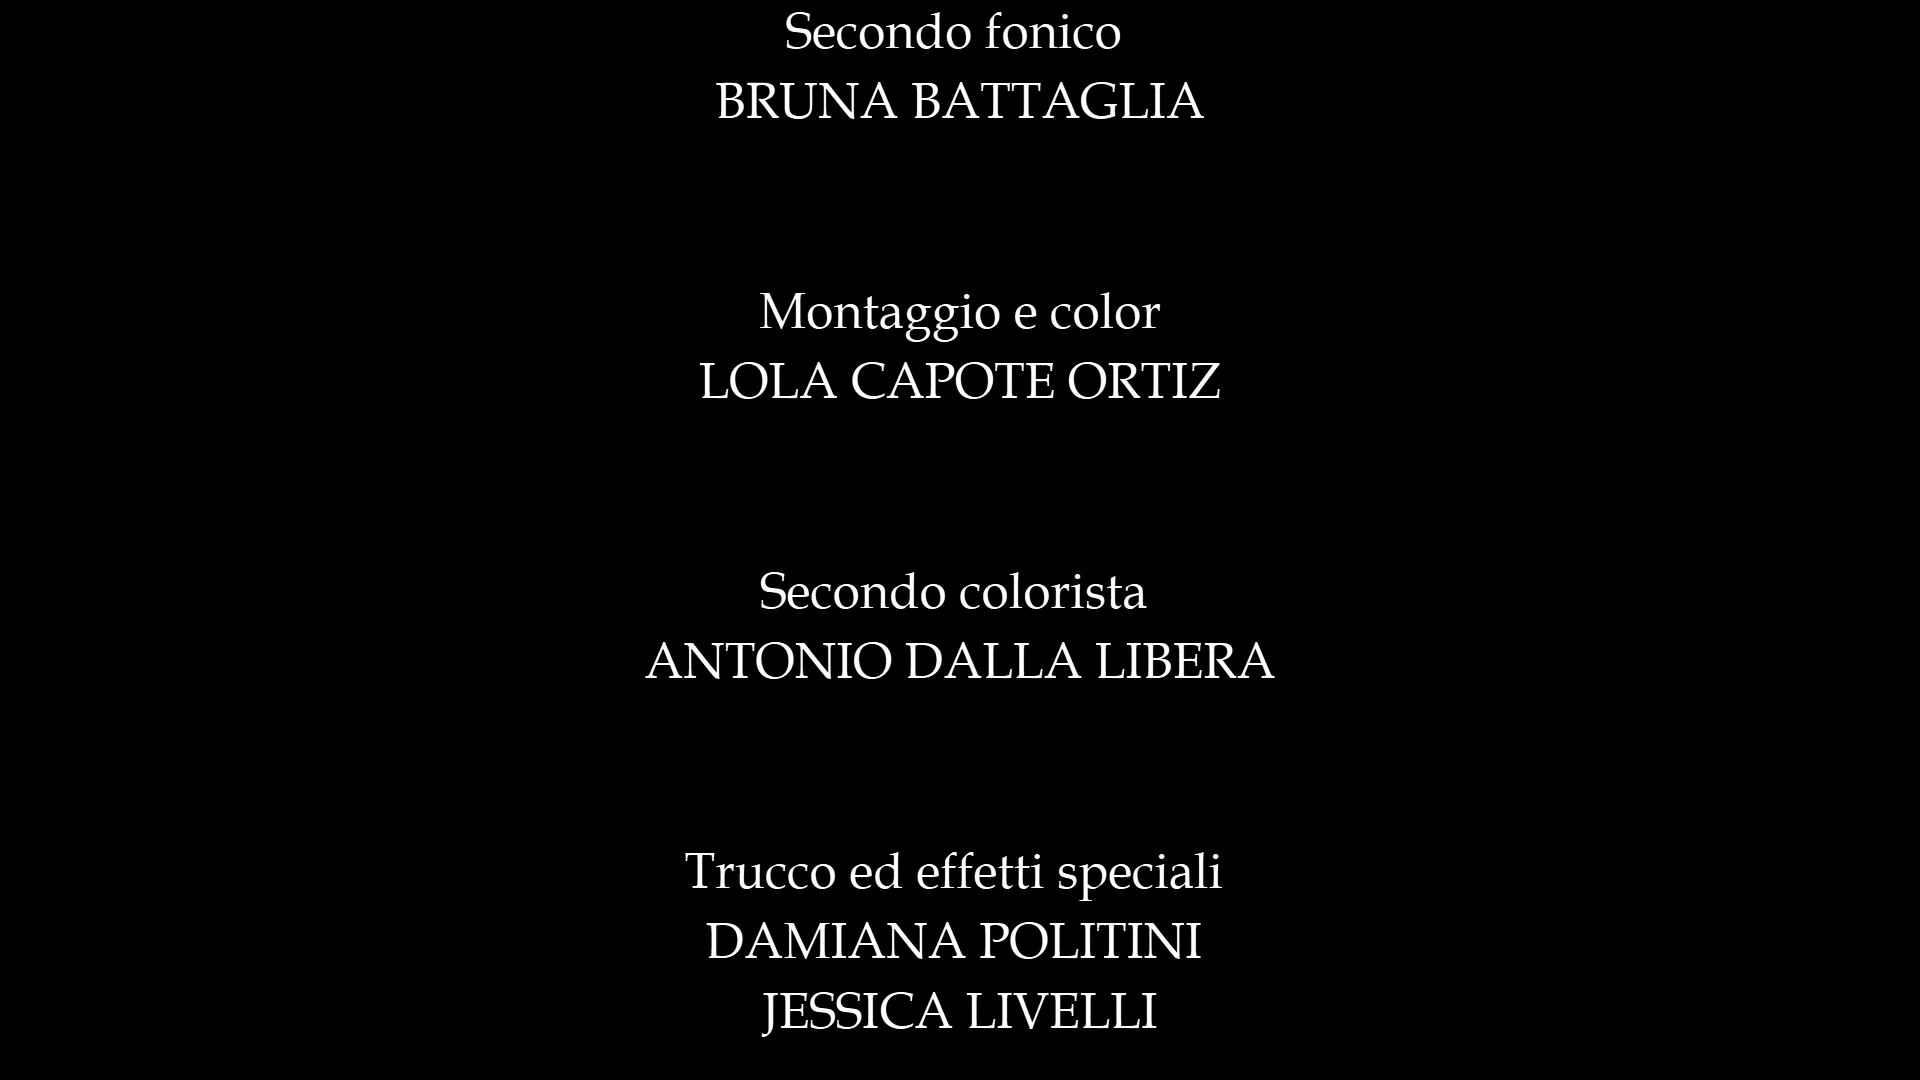 Secondo fonico
BRUNA BATTAGLIA
Montaggio e color
LOLA CAPOTE ORTIZ
Secondo colorista
ANTONIO DALLA LIBERA
Trucco ed effetti speciali
DAMIANA POLITINI
JESSICA LIVELLI